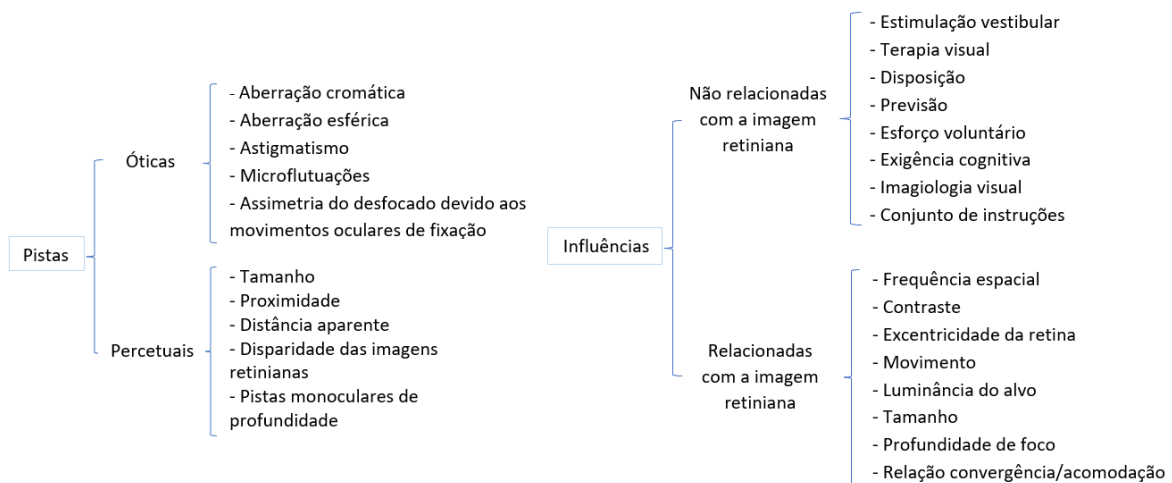 Pistas
Óticas
- Aberração cromática
- Aberração esférica
- Astigmatismo
- Microflutuações
- Assimetria do desfocado devido aos
movimentos oculares de fixação
Percetuais
- Tamanho
- Proximidade
- Distância aparente
- Disparidade das imagens
retinianas
- Pistas monoculares de
profundidade
Influências
Não relacionadas
com a imagem
retiniana
- Estimulação vestibular
- Terapia visual
- Disposição
- Previsão
- Esforço voluntário
- Exigência cognitiva
- Imagiologia visual
- Conjunto de instruções
Relacionadas
com a imagem
retiniana
- Frequência espacial
- Contraste
- Excentricidade da retina
- Movimento
- Luminância do alvo
- Tamanho
- Profundidade de foco
- Relação convergência/acomodação